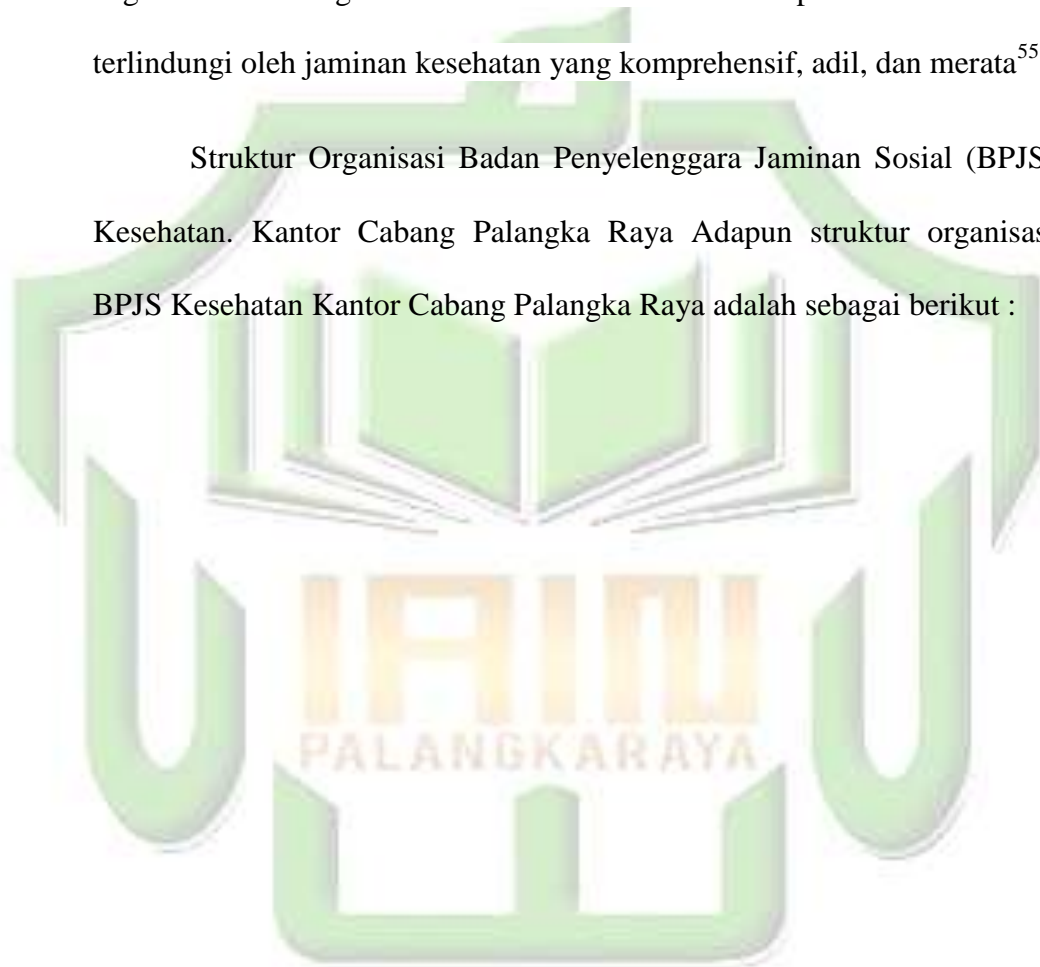 terlindungi oleh jaminan kesehatan yang komprehensif, adil, dan merata⁵⁵
Struktur Organisasi Badan Penyelenggara Jaminan Sosial (BPJS
Kesehatan. Kantor Cabang Palangka Raya Adapun struktur organisas
BPJS Kesehatan Kantor Cabang Palangka Raya adalah sebagai berikut :
IAIN
PALANGKARAYA